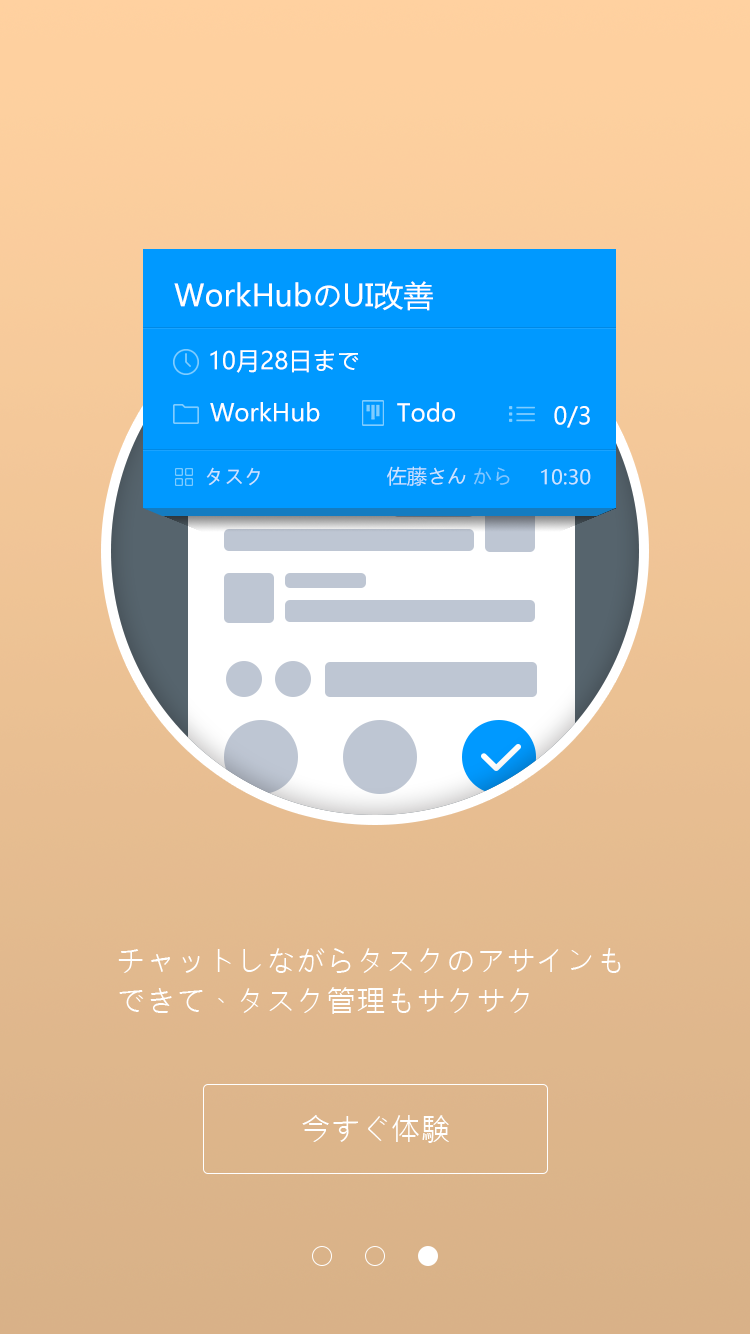 WorkHubのUI改善
10月28日まで
WorkHub Todo 0/3
タスク 佐藤さん から 10:30
チャットしながらタスクのアサインも
できて、タスク管理もサクサク
今すぐ体験